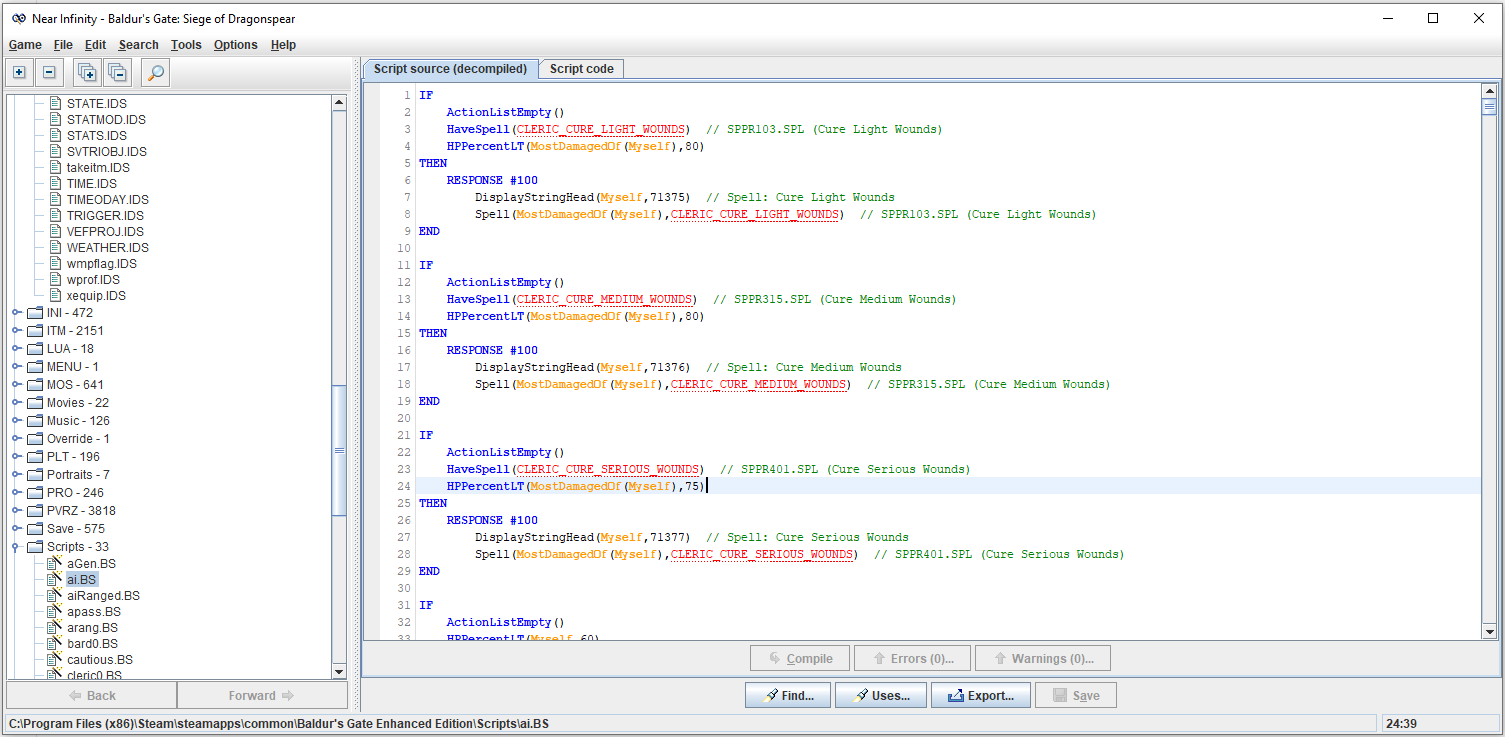 Near Infinity - Baldur's Gate: Siege of Dragonspear
Game File Edit Search Tools Options Help
STATE.IDS
STATMOD.IDS
STATS.IDS
SVTRIOBJ.IDS
takeitm.IDS
TIME.IDS
TIMEODAY.IDS
TRIGGER.IDS
VEFPROJ.IDS
WEATHER.IDS
wmpflag.IDS
wprof.IDS
xequip.IDS
INI - 472
ITM - 2151
LUA - 18
MENU - 1
MOS - 641
Movies - 22
Music - 126
Override - 1
PLT - 196
Portraits - 7
PRO - 246
PVRZ - 3818
Save - 575
Scripts - 33
aGen.BS
ai.BS
aiRanged.BS
apass.BS
arang.BS
bard0.BS
cautious.BS
cleric0.BS
Back Forward
Script source (decompiled) Script code
1 IF
2 ActionListEmpty()
3 HaveSpell(CLERIC_CURE_LIGHT_WOUNDS) // SPPR103.SPL (Cure Light Wounds)
4 HPPercentLT(MostDamagedOf(Myself),80)
5 THEN
6 RESPONSE #100
7 DisplayStringHead(Myself,71375) // Spell: Cure Light Wounds
8 Spell(MostDamagedOf(Myself),CLERIC_CURE_LIGHT_WOUNDS) // SPPR103.SPL (Cure Light Wounds)
9 END
10
11 IF
12 ActionListEmpty()
13 HaveSpell(CLERIC_CURE_MEDIUM_WOUNDS) // SPPR315.SPL (Cure Medium Wounds)
14 HPPercentLT(MostDamagedOf(Myself),80)
15 THEN
16 RESPONSE #100
17 DisplayStringHead(Myself,71376) // Spell: Cure Medium Wounds
18 Spell(MostDamagedOf(Myself),CLERIC_CURE_MEDIUM_WOUNDS) // SPPR315.SPL (Cure Medium Wounds)
19 END
20
21 IF
22 ActionListEmpty()
23 HaveSpell(CLERIC_CURE_SERIOUS_WOUNDS) // SPPR401.SPL (Cure Serious Wounds)
24 HPPercentLT(MostDamagedOf(Myself),75)
25 THEN
26 RESPONSE #100
27 DisplayStringHead(Myself,71377) // Spell: Cure Serious Wounds
28 Spell(MostDamagedOf(Myself),CLERIC_CURE_SERIOUS_WOUNDS) // SPPR401.SPL (Cure Serious Wounds)
29 END
30
31 IF
32 ActionListEmpty()
33 HPPercentLT(Myself,60)
Compile Errors (0)... Warnings (0)...
Find... Uses... Export... Save
C:\Program Files (x86)\Steam\steamapps\common\Baldur's Gate Enhanced Edition\Scripts\ai.BS
24:39